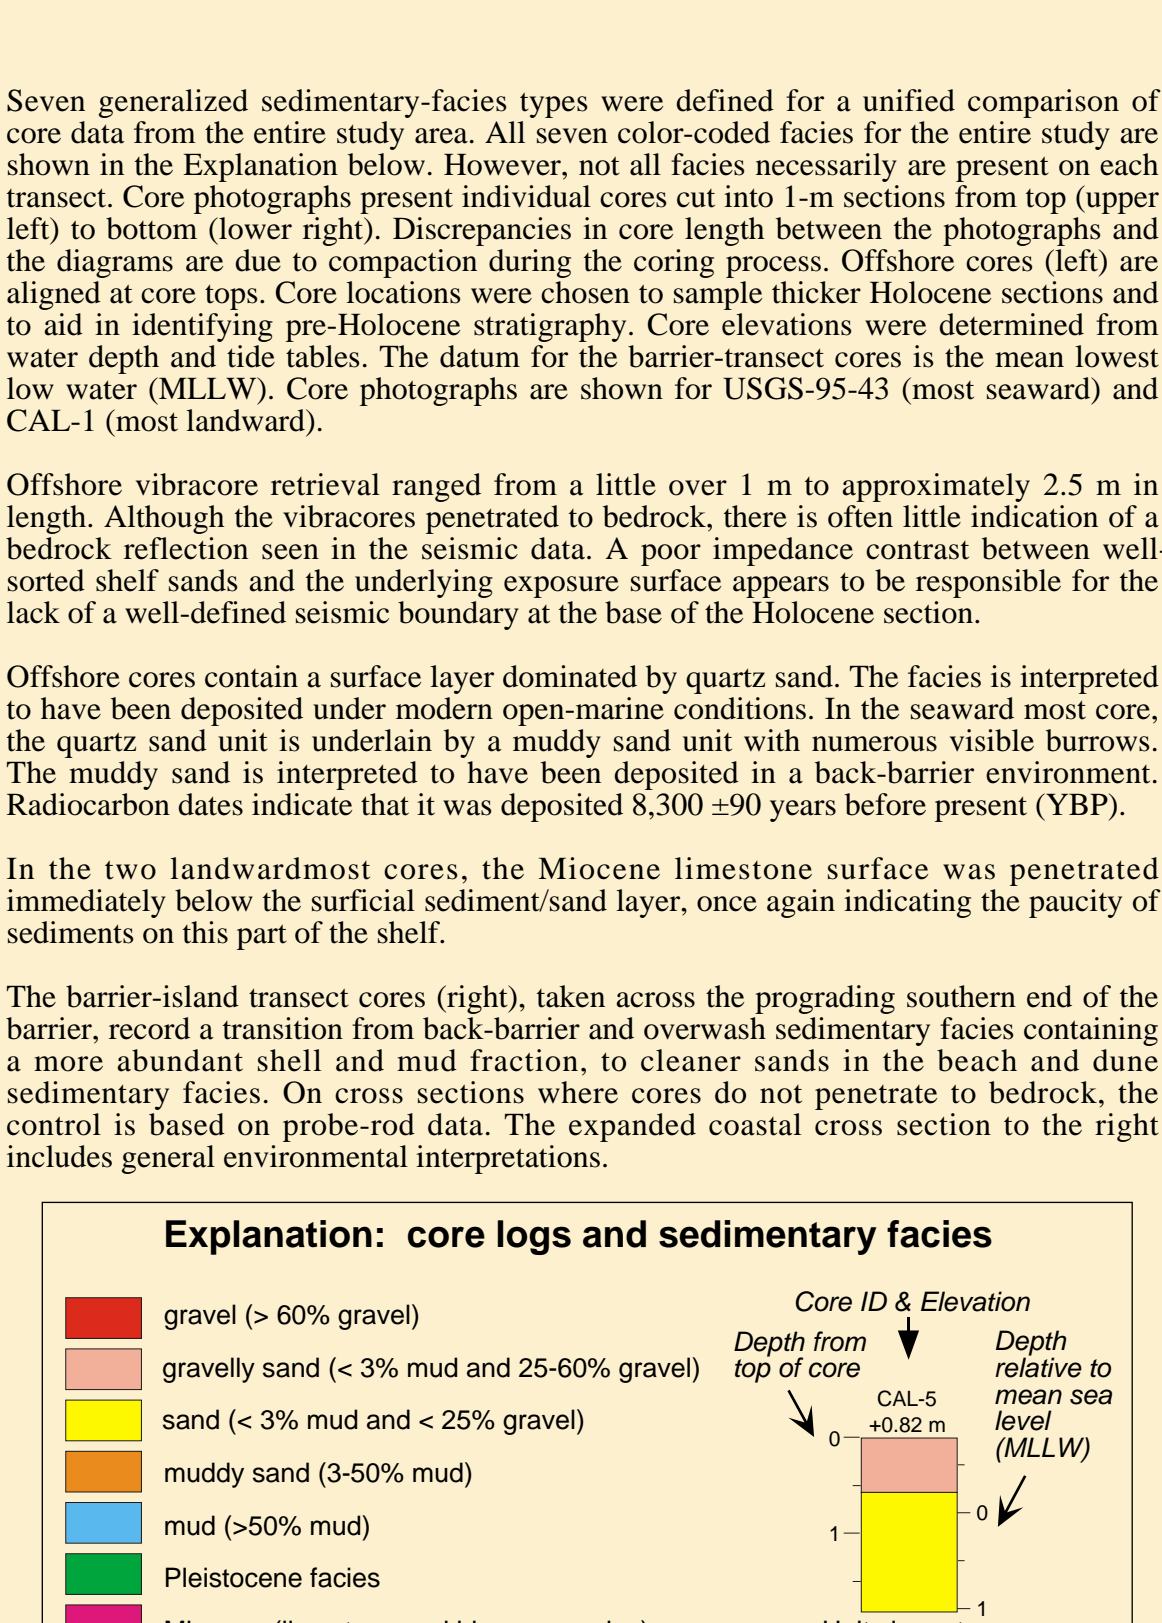 Seven generalized sedimentary-facies types were defined for a unified comparison of
core data from the entire study area. All seven color-coded facies for the entire study are
shown in the Explanation below. However, not all facies necessarily are present on each
transect. Core photographs present individual cores cut into 1-m sections from top (upper
left) to bottom (lower right). Discrepancies in core length between the photographs and
the diagrams are due to compaction during the coring process. Offshore cores (left) are
aligned at core tops. Core locations were chosen to sample thicker Holocene sections and
to aid in identifying pre-Holocene stratigraphy. Core elevations were determined from
water depth and tide tables. The datum for the barrier-transect cores is the mean lowest
low water (MLLW). Core photographs are shown for USGS-95-43 (most seaward) and
CAL-1 (most landward).
Offshore vibracore retrieval ranged from a little over 1 m to approximately 2.5 m in
length. Although the vibracores penetrated to bedrock, there is often little indication of a
bedrock reflection seen in the seismic data. A poor impedance contrast between well-
sorted shelf sands and the underlying exposure surface appears to be responsible for the
lack of a well-defined seismic boundary at the base of the Holocene section.
Offshore cores contain a surface layer dominated by quartz sand. The facies is interpreted
to have been deposited under modern open-marine conditions. In the seaward most core,
the quartz sand unit is underlain by a muddy sand unit with numerous visible burrows.
The muddy sand is interpreted to have been deposited in a back-barrier environment.
Radiocarbon dates indicate that it was deposited 8,300 ±90 years before present (YBP).
In the two landwardmost cores, the Miocene limestone surface was penetrated
immediately below the surficial sediment/sand layer, once again indicating the paucity of
sediments on this part of the shelf.
The barrier-island transect cores (right), taken across the prograding southern end of the
barrier, record a transition from back-barrier and overwash sedimentary facies containing
a more abundant shell and mud fraction, to cleaner sands in the beach and dune
sedimentary facies. On cross sections where cores do not penetrate to bedrock, the
control is based on probe-rod data. The expanded coastal cross section to the right
includes general environmental interpretations.
Explanation: core logs and sedimentary facies
gravel (> 60% gravel)
gravelly sand (< 3% mud and 25-60% gravel)
sand (< 3% mud and < 25% gravel)
muddy sand (3-50% mud)
mud (>50% mud)
Pleistocene facies
Core ID & Elevation
Depth from
top of core
Depth
relative to
mean sea
level
(MLLW)
CAL-5
+0.82 m
0
0
1
1